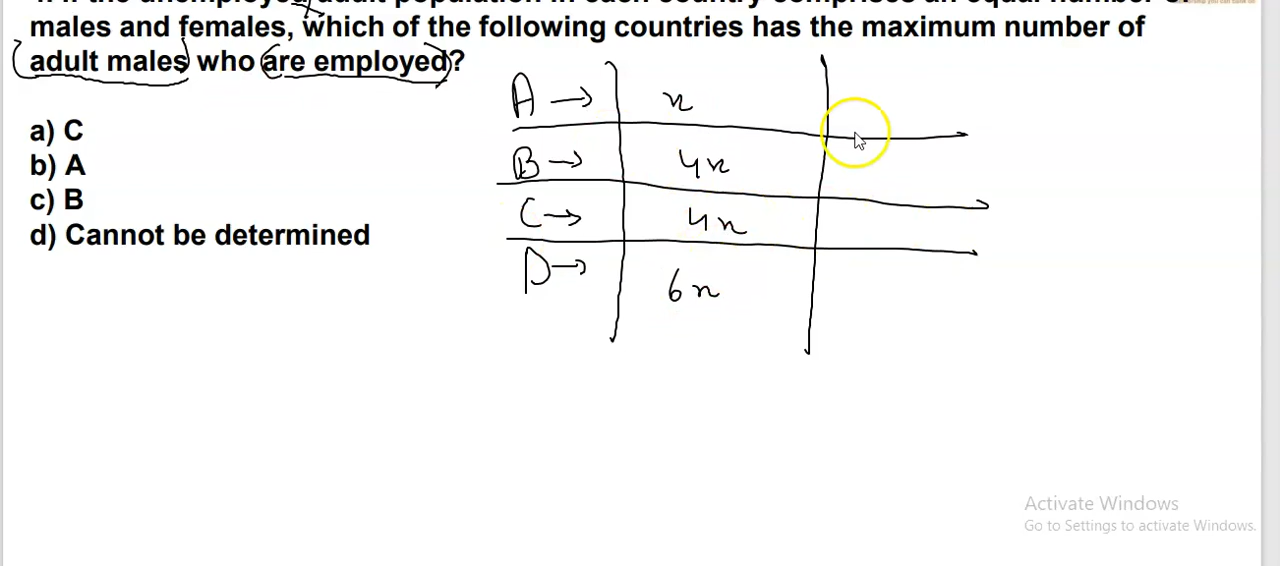 males and females, which of the following countries has the maximum number of
adult males who are employed?
a) C
b) A
c) B
d) Cannot be determined
A → x
B → 4x
C → 4x
D → 6x
Activate Windows
Go to Settings to activate Windows.